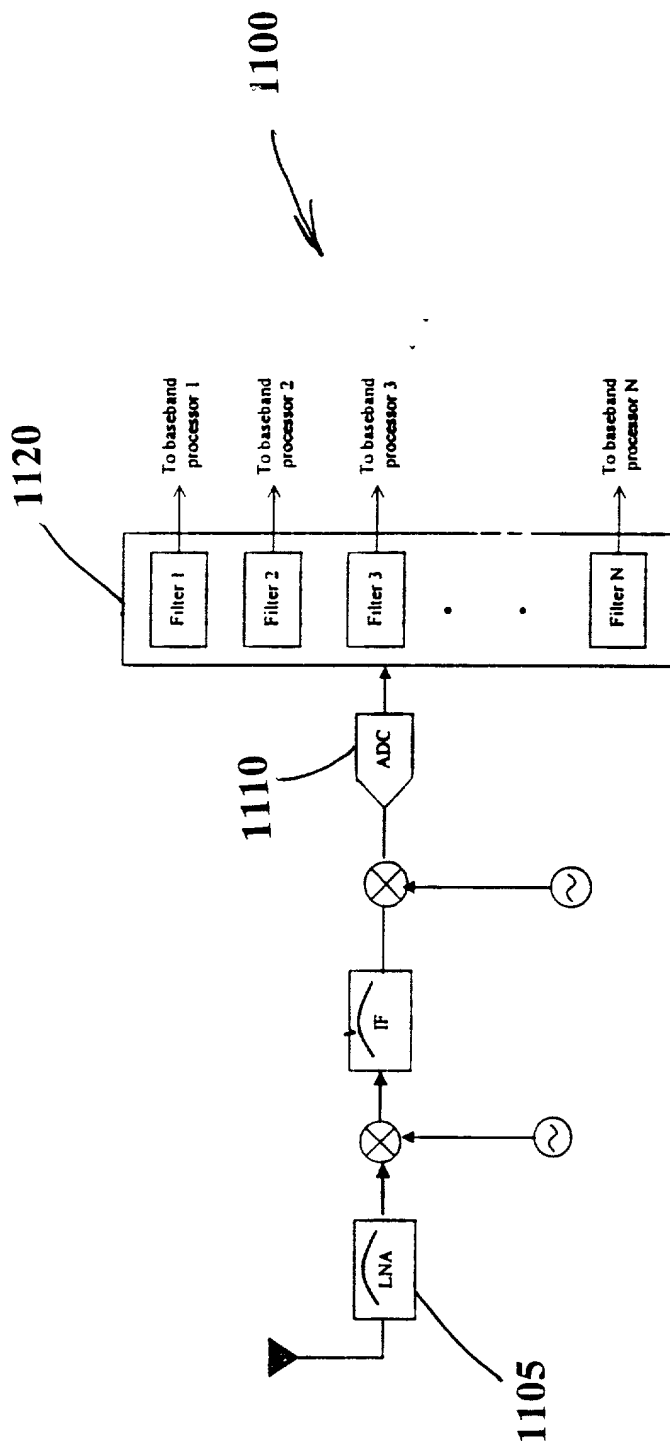 1100
1120
To baseband
processor 1
To baseband
processor 2
To baseband
processor 3
To baseband
processor N
Filter 1
Filter 2
Filter 3
Filter N
1110
ADC
IF
LNA
1105